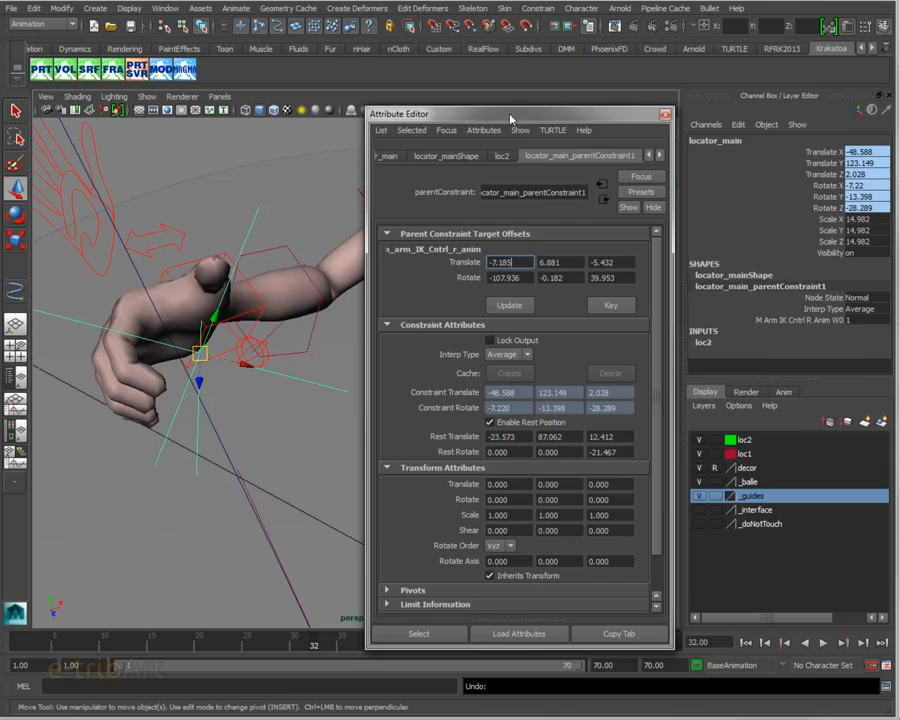 File Edit Modify Create Display Window Assets Animate Geometry Cache Create Deformers Edit Deformers Skeleton Skin Constrain Character Arnold Pipeline Cache Bullet Help
Animation
X: Y: Z:
Dynamics Rendering PaintEffects Toon Muscle Fluids Fur nHair nCloth Custom RealFlow Subdivs DMM PhoenixFD Crowd Arnold TURTLE RFRK2013 Krakatoa
PRT VOL SRF FRA PRT SVR MOD MAGMA
View Shading Lighting Show Renderer Panels
Attribute Editor
List Selected Focus Attributes Show TURTLE Help
r_main locator_mainShape loc2 locator_main_parentConstraint1
Focus
parentConstraint: :ator_main_parentConstraint1
Presets
Show Hide
Parent Constraint Target Offsets
_arm_IK_Cntrl_r_anim
Translate -7.185 6.881 -5.432
Rotate -107.936 -0.182 39.953
Update Key
Constraint Attributes
Lock Output
Interp Type Average
Cache: Create Delete
Constraint Translate -48.588 123.149 2.028
Constraint Rotate -7.220 -13.398 -28.289
Enable Rest Position
Rest Translate -23.573 87.062 12.412
Rest Rotate 0.000 0.000 -21.467
Transform Attributes
Translate 0.000 0.000 0.000
Rotate 0.000 0.000 0.000
Scale 1.000 1.000 1.000
Shear 0.000 0.000 0.000
Rotate Order xyz
Rotate Axis 0.000 0.000 0.000
Inherits Transform
Pivots
Limit Information
Select Load Attributes Copy Tab
Channel Box / Layer Editor
Channels Edit Object Show
locator_main
Translate X -48.588
Translate Y 123.149
Translate Z 2.028
Rotate X -7.22
Rotate Y -13.398
Rotate Z -28.289
Scale X 14.982
Scale Y 14.982
Scale Z 14.982
Visibility on
SHAPES
locator_mainShape
locator_main_parentConstraint1
Node State Normal
Interp Type Average
M Arm IK Cntrl R Anim W0 1
INPUTS
loc2
Display Render Anim
Layers Options Help
V loc2
V loc1
V R decor
V _balle
V _guides
_interface
_doNotTouch
persp
5 10 15 20 25 30 35
32
32.00
1.00 1.00 1 70 70.00 70.00 BaseAnimation No Character Set
e-tribArt
MEL Undo:
Move Tool: Use manipulator to move object(s). Use edit mode to change pivot (INSERT). Ctrl+LMB to move perpendicular.